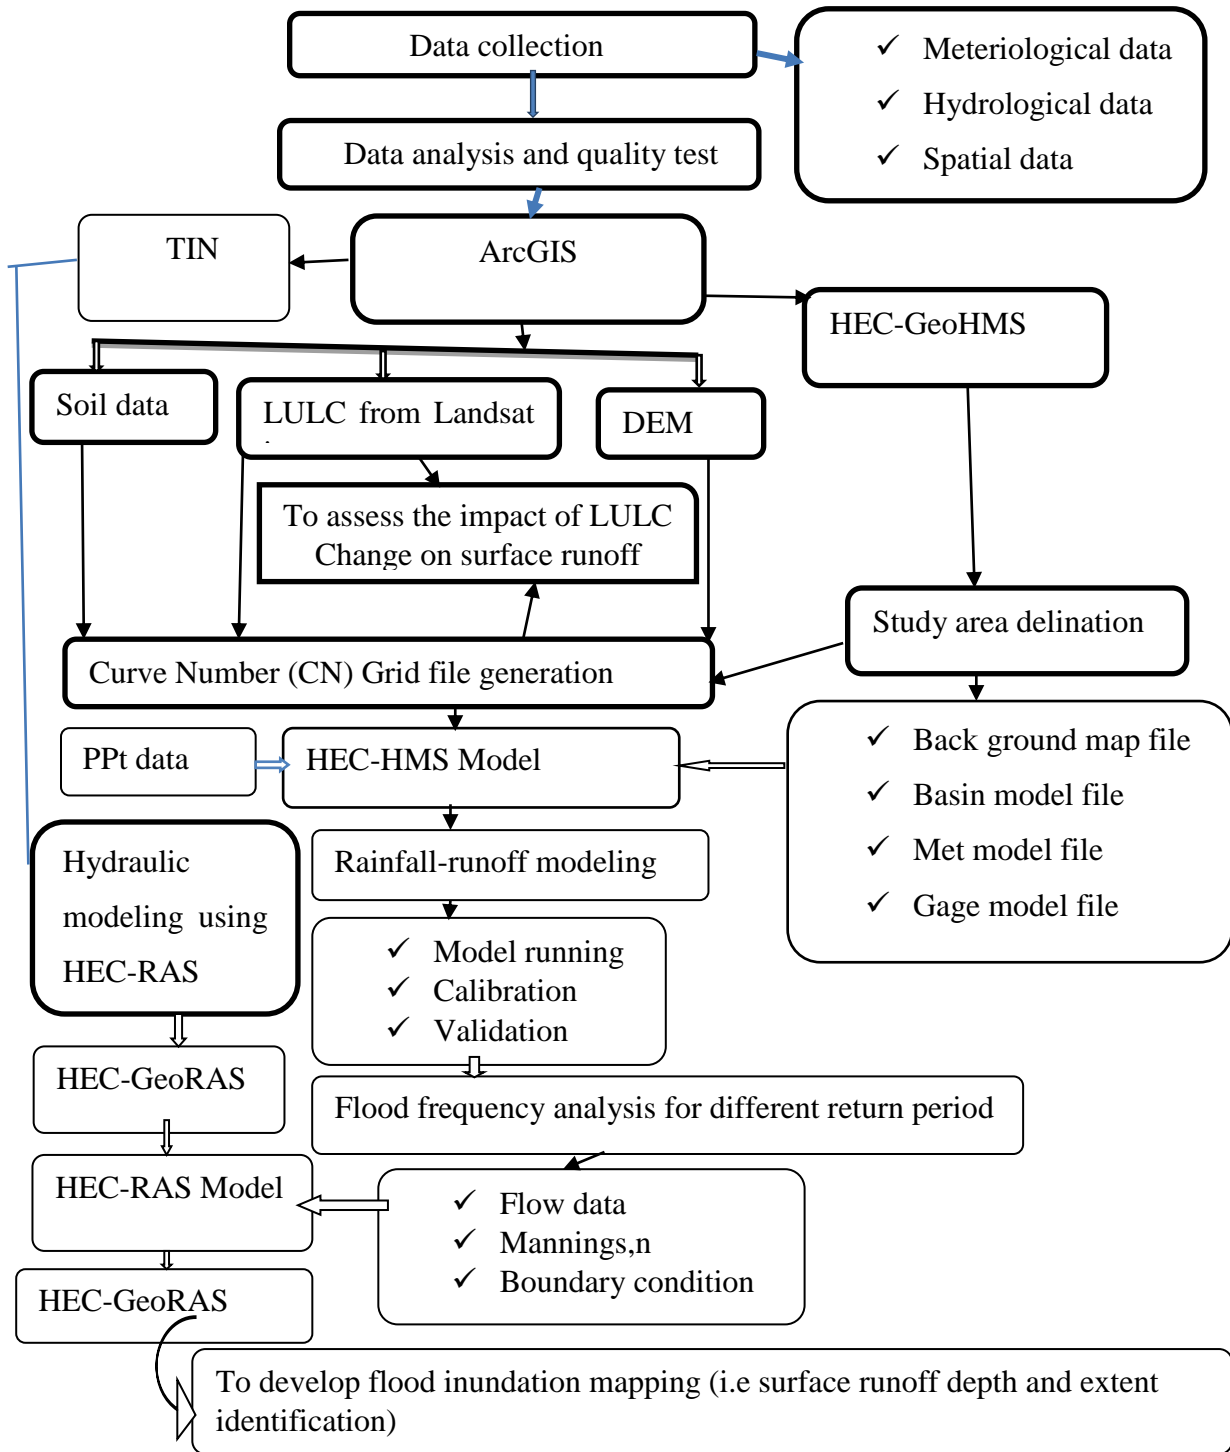 Data collection
✓ Meteriological data
✓ Hydrological data
✓ Spatial data
Data analysis and quality test
TIN
ArcGIS
HEC-GeoHMS
Soil data
LULC from Landsat
DEM
To assess the impact of LULC
Change on surface runoff
Study area delination
Curve Number (CN) Grid file generation
PPt data
HEC-HMS Model
✓ Back ground map file
✓ Basin model file
✓ Met model file
✓ Gage model file
Rainfall-runoff modeling
Hydraulic
modeling using
HEC-RAS
✓ Model running
✓ Calibration
✓ Validation
HEC-GeoRAS
Flood frequency analysis for different return period
HEC-RAS Model
✓ Flow data
✓ Mannings,n
✓ Boundary condition
HEC-GeoRAS
To develop flood inundation mapping (i.e surface runoff depth and extent
identification)